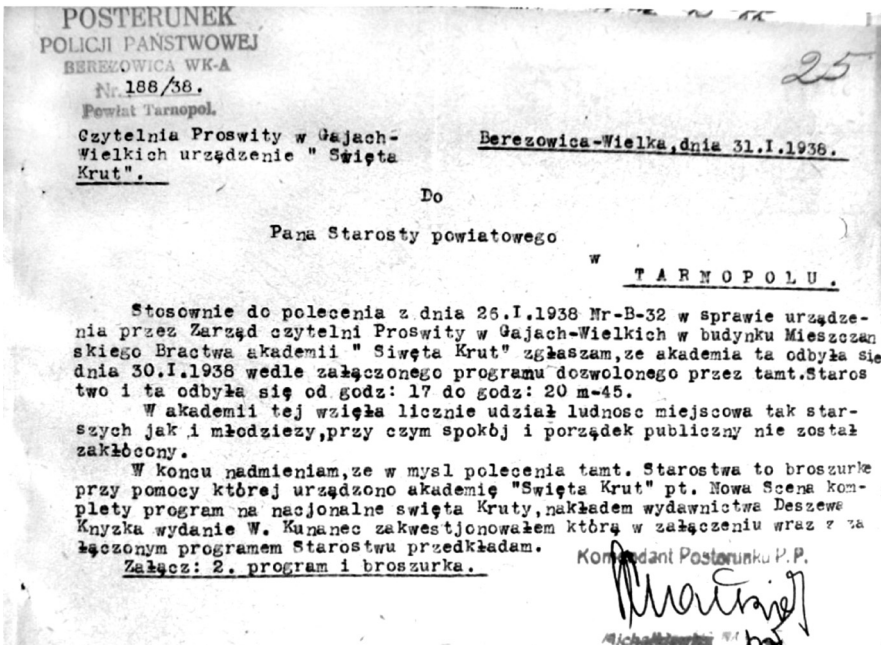 POSTERUNEK
POLICJI PAŃSTWOWEJ
BEREZOWICA WK-A
Nr. 188/38.
Powiat Tarnopol.
25
Czytelnia Proswity w Gajach-
Wielkich urządzenie " Święta
Krut".
Berezowica-Wielka,dnia 31.I.1938.
Do
Pana Starosty powiatowego
w
TARNOPOLU.
Stosownie do polecenia z dnia 26.I.1938 Nr-B-32 w sprawie urządze-
nia przez Zarząd czytelni Proswity w Gajach-Wielkich w budynku Mieszczan
skiego Bractwa akademii " Siwęta Krut" zgłaszam,ze akademia ta odbyła się
dnia 30.I.1938 wedle załączonego programu dozwolonego przez tamt.Staros
two i ta odbyła się od godz: 17 do godz: 20 m-45.
W akademii tej wzięła licznie udział ludnosc miejscowa tak star-
szych jak i młodziezy,przy czym spokój i porządek publiczny nie został
zakłócony.
W koncu nadmieniam,ze w mysl polecenia tamt. Starostwa to broszurke
przy pomocy której urządzono akademię "Swięta Krut" pt. Nowa Scena kom-
plety program na nacjonalne swięta Kruty,nakładem wydawnictwa Deszewa
Knyzka wydanie W. Kunanec zakwestjonowałem którą w załączeniu wraz z za
łączonym programem Starostwu przedkładam.
Załącz: 2. program i broszurka.
Komendant Posterunku P.P.